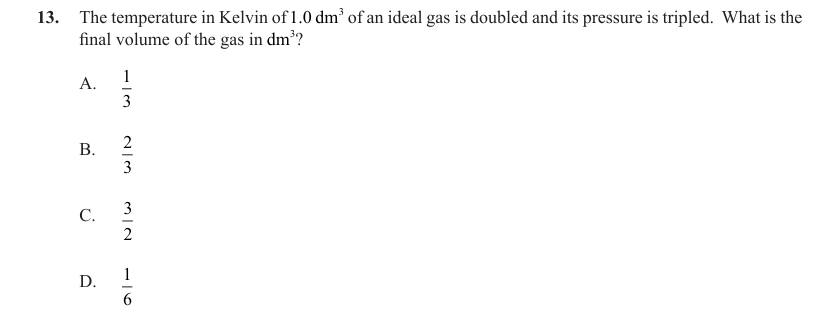 13. The temperature in Kelvin of 1.0 dm³ of an ideal gas is doubled and its pressure is tripled. What is the
final volume of the gas in dm³?
A. 1/3
B. 2/3
C. 3/2
D. 1/6